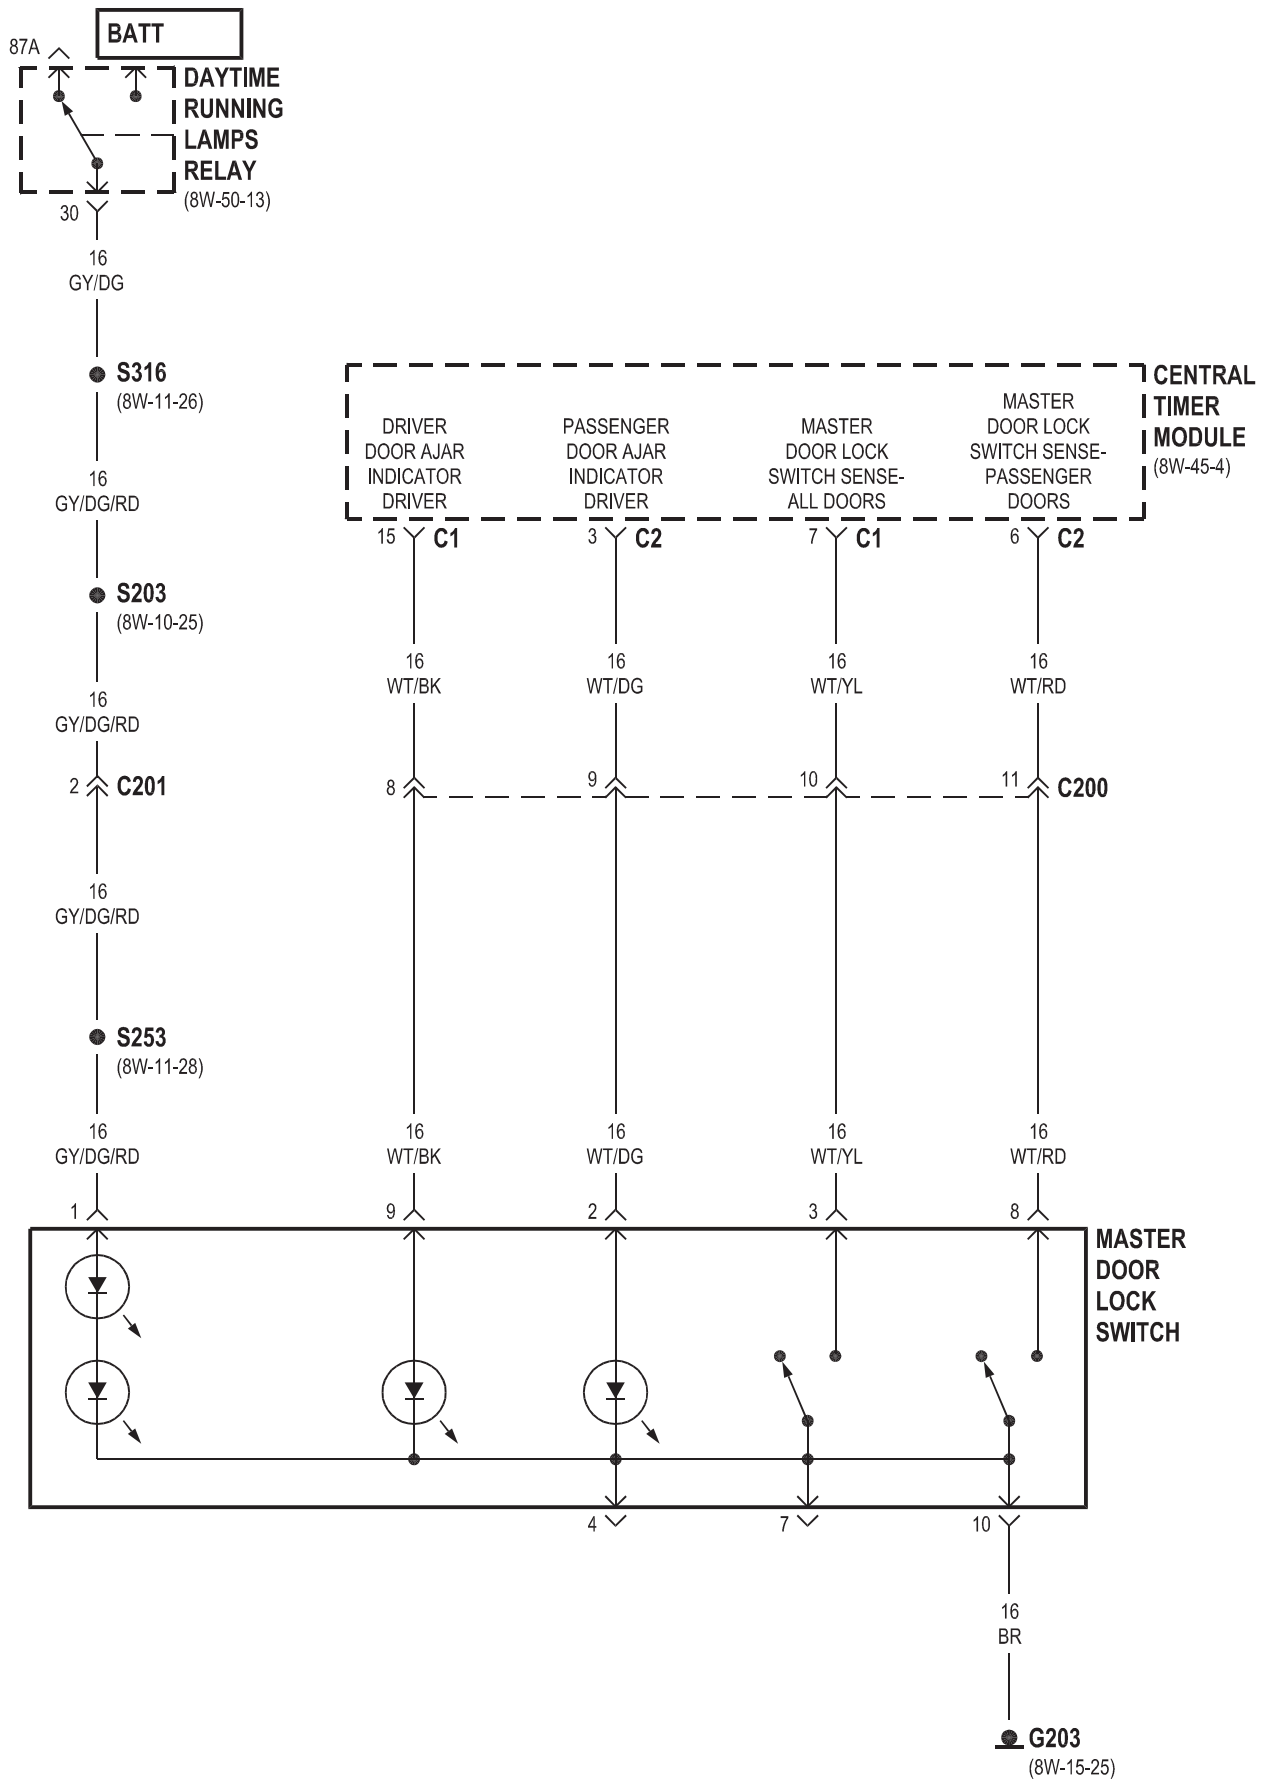 BATT
87A
DAYTIME
RUNNING
LAMPS
RELAY
(8W-50-13)
30
16
GY/DG
S316
(8W-11-26)
16
GY/DG/RD
S203
(8W-10-25)
16
GY/DG/RD
2
C201
16
GY/DG/RD
S253
(8W-11-28)
16
GY/DG/RD
1
CENTRAL
TIMER
MODULE
(8W-45-4)
DRIVER
DOOR AJAR
INDICATOR
DRIVER
PASSENGER
DOOR AJAR
INDICATOR
DRIVER
MASTER
DOOR LOCK
SWITCH SENSE-
ALL DOORS
MASTER
DOOR LOCK
SWITCH SENSE-
PASSENGER
DOORS
15 C1
3 C2
7 C1
6 C2
16
WT/BK
16
WT/DG
16
WT/YL
16
WT/RD
8
9
10
11
C200
16
WT/BK
16
WT/DG
16
WT/YL
16
WT/RD
9
2
3
8
MASTER
DOOR
LOCK
SWITCH
4
7
10
16
BR
G203
(8W-15-25)